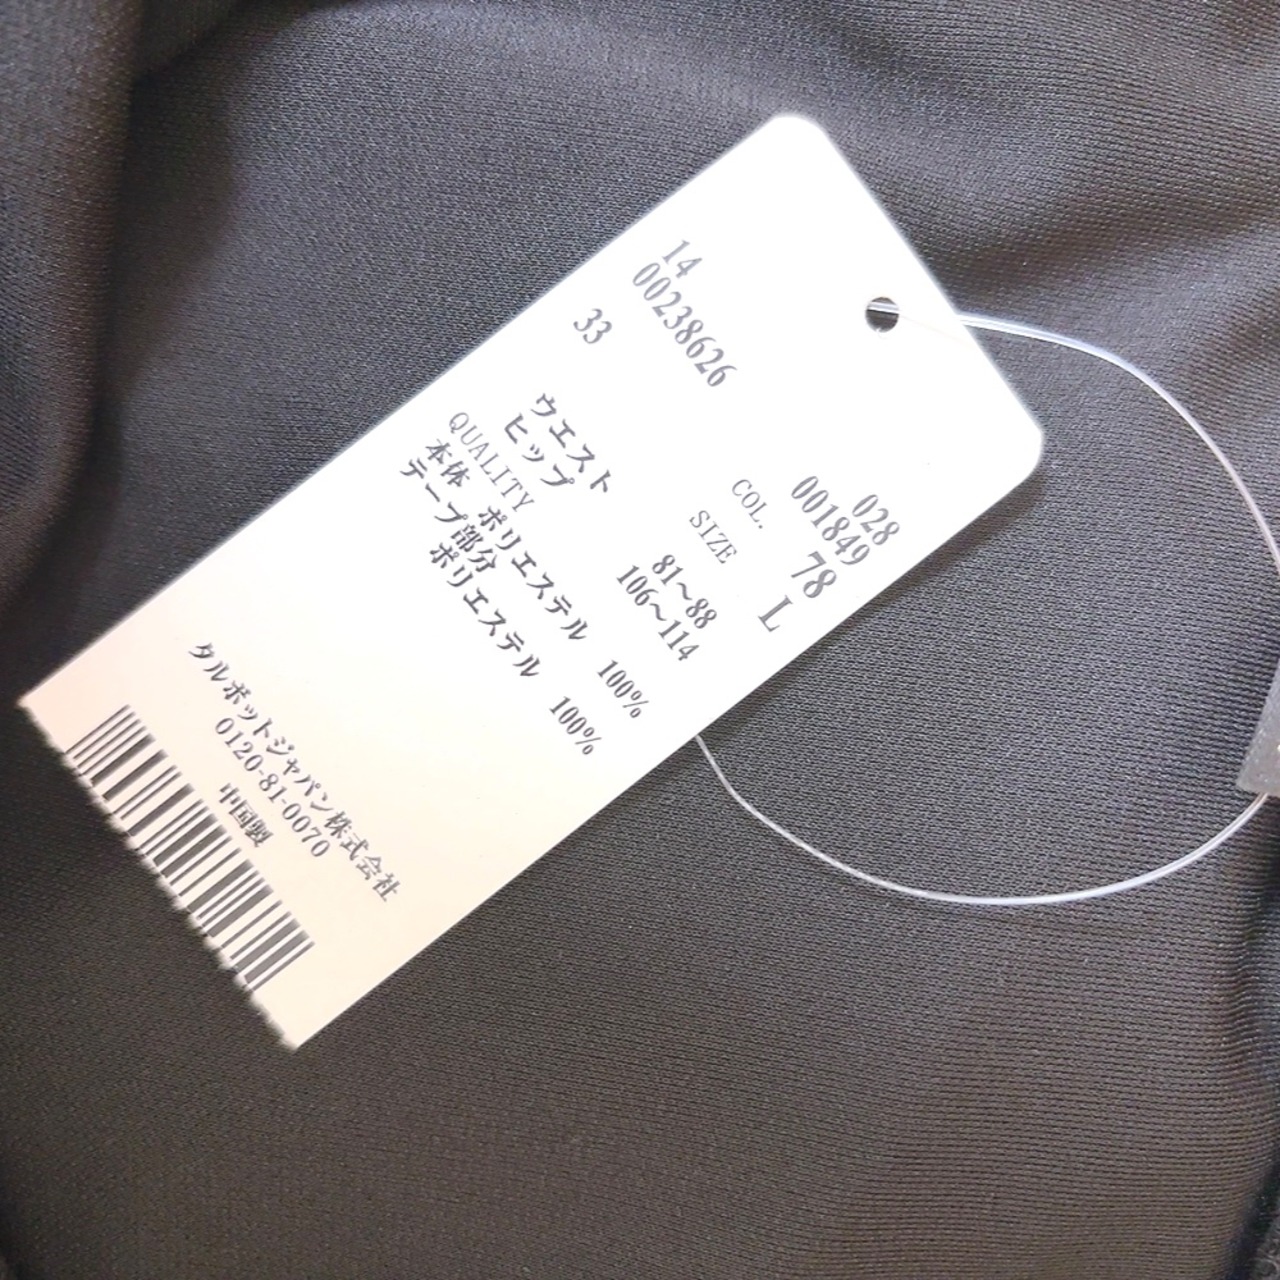 14 028
00238626 001849
33 COL. 78
SIZE L
ウエスト 81〜88
ヒップ 106〜114
QUALITY
本体 ポリエステル 100%
テープ部分
ポリエステル 100%
タルボットジャパン株式会社
0120-81-0070
中国製